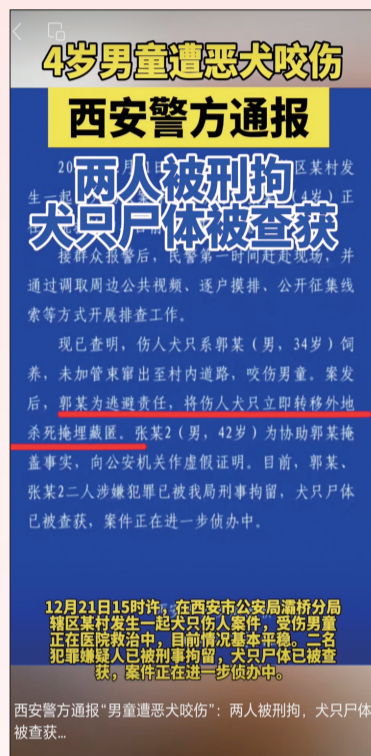 4岁男童遭恶犬咬伤
西安警方通报
两人被刑拘
犬只尸体被查获
区某村发
生一起
(4岁)正
接群众报警后,民警第一时间赶赴现场,并
通过调取周边公共视频、逐户摸排、公开征集线
索等方式开展排查工作。
现已查明,伤人犬只系郭某(男,34岁)饲
养,未加管束窜出至村内道路,咬伤男童。案发
后,郭某为逃避责任,将伤人犬只立即转移外地
杀死掩埋藏匿。张某2(男,42岁)为协助郭某掩
盖事实,向公安机关作虚假证明。目前,郭某、
张某2二人涉嫌犯罪已被我局刑事拘留,犬只尸体
已被查获,案件正在进一步侦办中。
12月21日15时许,在西安市公安局灞桥分局
辖区某村发生一起犬只伤人案件,受伤男童
正在医院救治中,目前情况基本平稳。二名
犯罪嫌疑人已被刑事拘留,犬只尸体已被查
获,案件正在进一步侦办中。
西安警方通报“男童遭恶犬咬伤”:两人被刑拘,犬只尸体
被查获...